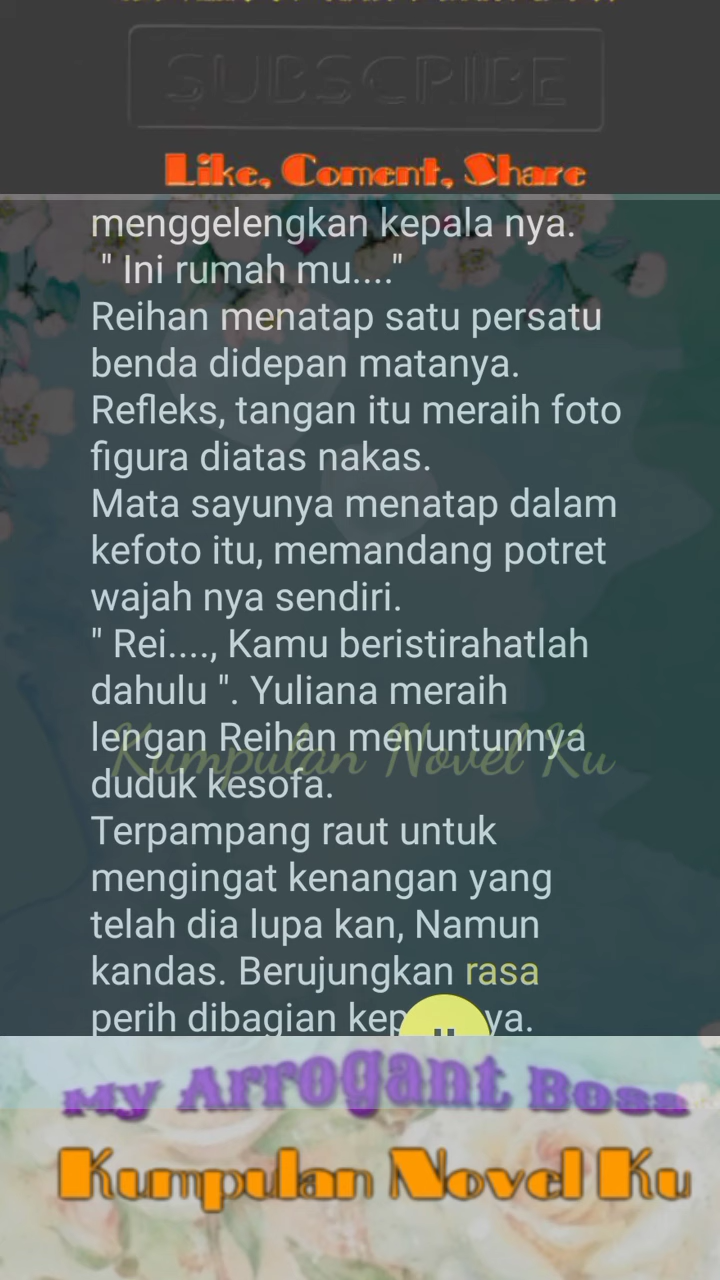 SUBSCRIBE
Like, Coment, Share
menggelengkan kepala nya.
" Ini rumah mu...."
Reihan menatap satu persatu
benda didepan matanya.
Refleks, tangan itu meraih foto
figura diatas nakas.
Mata sayunya menatap dalam
kefoto itu, memandang potret
wajah nya sendiri.
" Rei...., Kamu beristirahatlah
dahulu ". Yuliana meraih
lengan Reihan menuntunnya
Kumpulan Novel Ku
duduk kesofa.
Terpampang raut untuk
mengingat kenangan yang
telah dia lupa kan, Namun
kandas. Berujungkan rasa
perih dibagian
My Arrogant Boss
Kumpulan Novel Ku